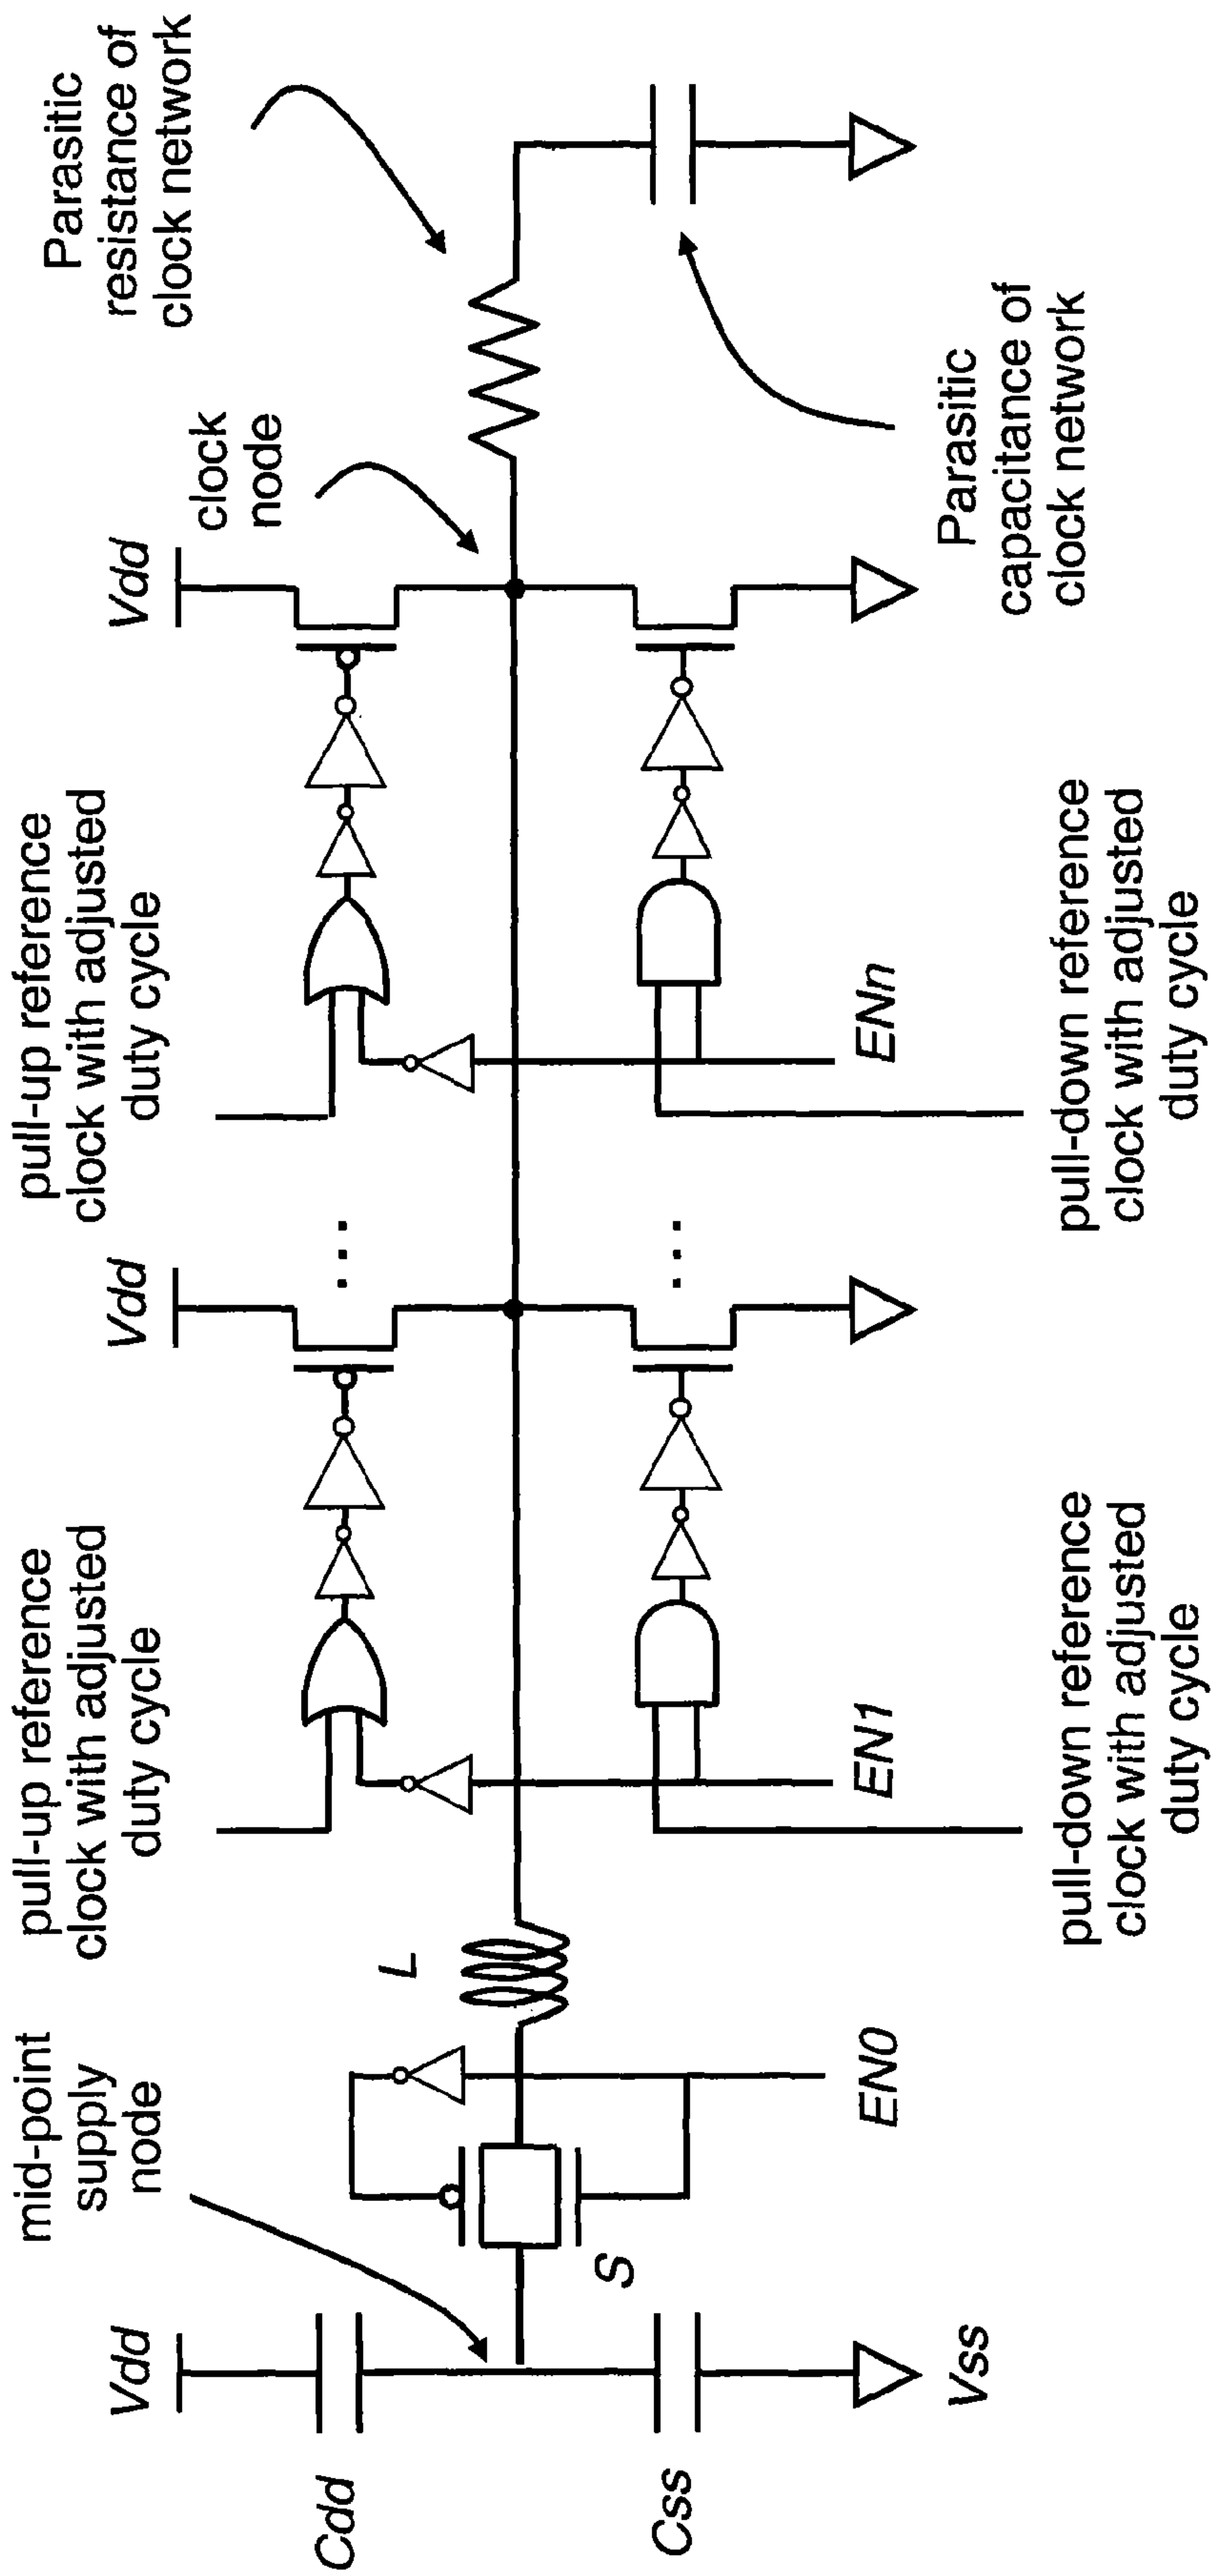 Vdd
Cdd
Css
Vss
mid-point
supply
node
S
EN0
L
pull-up reference
clock with adjusted
duty cycle
Vdd
EN1
pull-down reference
clock with adjusted
duty cycle
...
...
pull-up reference
clock with adjusted
duty cycle
Vdd
ENn
pull-down reference
clock with adjusted
duty cycle
clock
node
Parasitic
resistance of
clock network
Parasitic
capacitance of
clock network